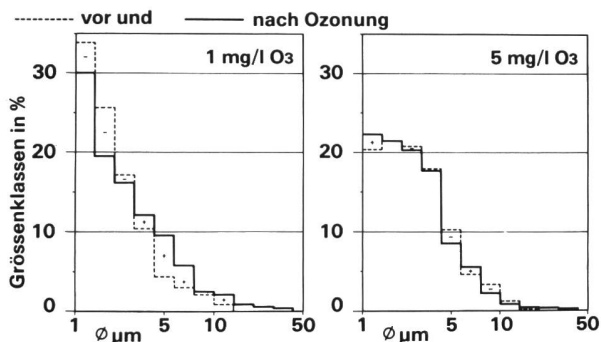 vor und nach Ozonung
Grössenklassen in %
1 mg/l O3
30
20
10
0
1 5 10 50
ø µm
5 mg/l O3
30
20
10
0
1 5 10 50
ø µm